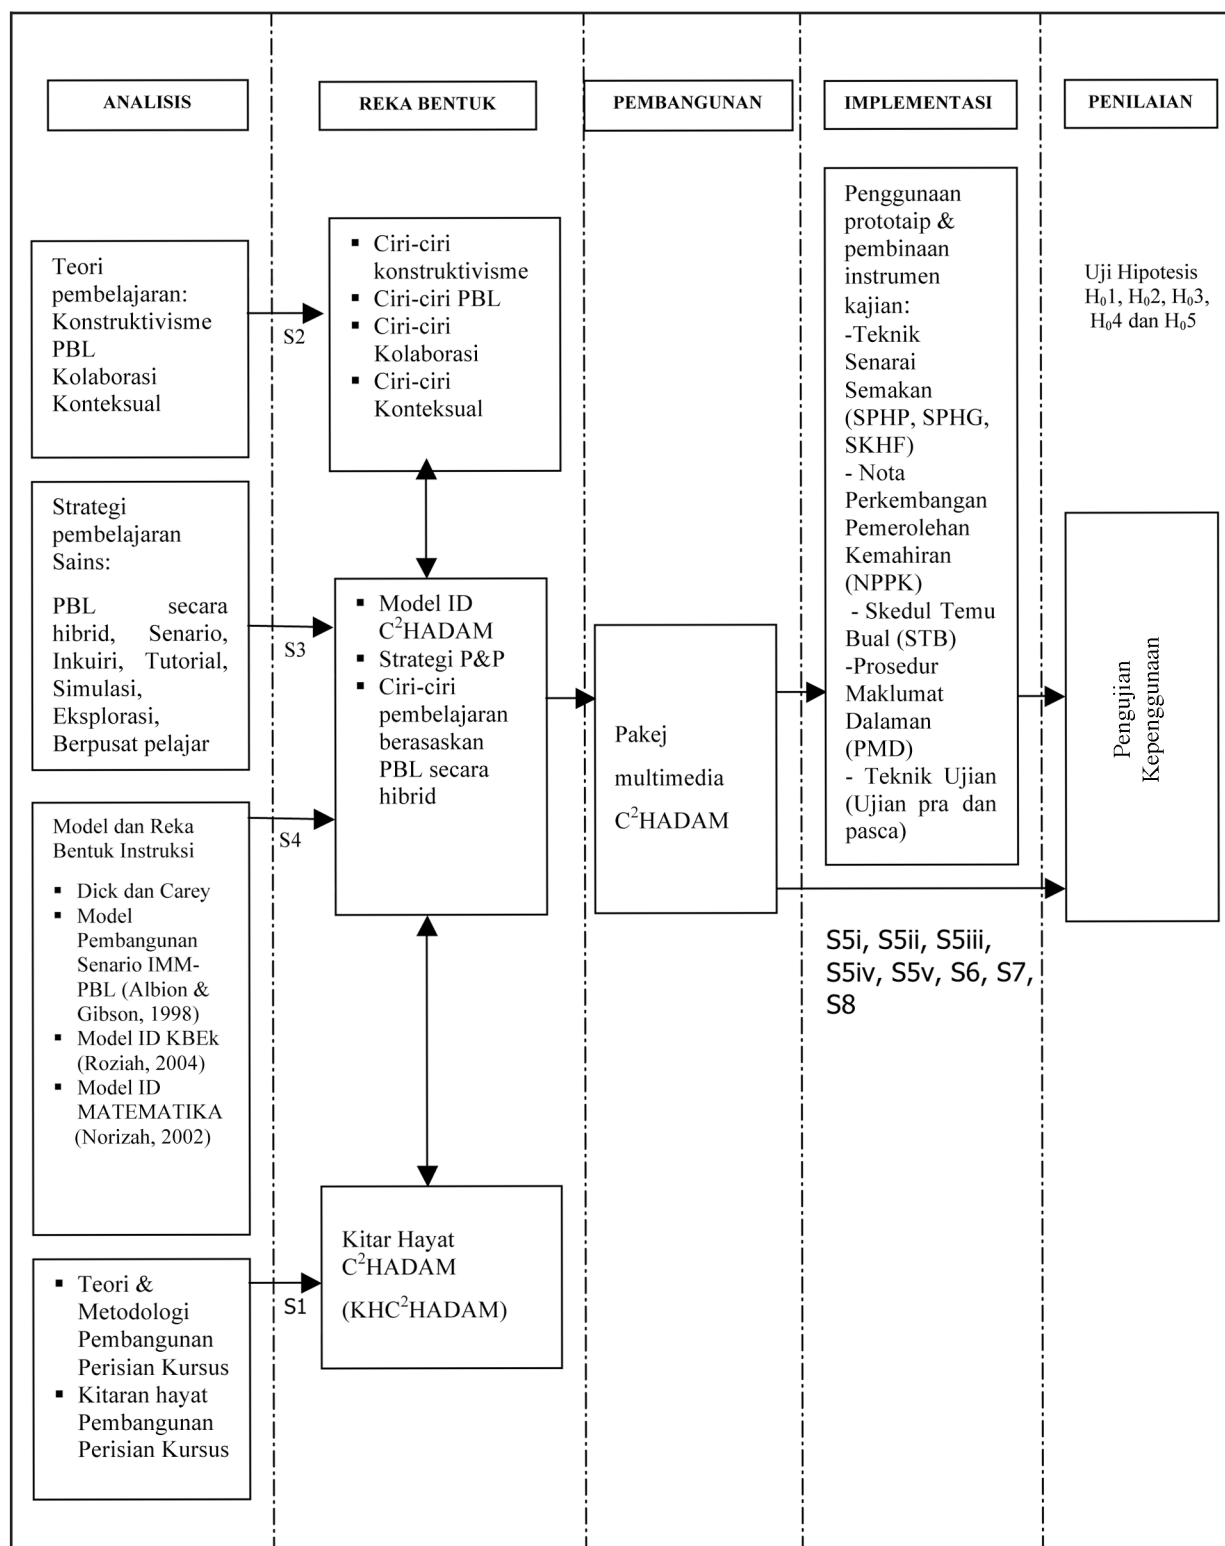 ANALISIS
REKA BENTUK
PEMBANGUNAN
IMPLEMENTASI
PENILAIAN
Teori
pembelajaran:
Konstruktivisme
PBL
Kolaborasi
Konteksual
S2
Strategi
pembelajaran
Sains:
PBL secara
hibrid, Senario,
Inkuiri, Tutorial,
Simulasi,
Eksplorasi,
Berpusat pelajar
S3
Model dan Reka
Bentuk Instruksi
▪ Dick dan Carey
▪ Model
Pembangunan
Senario IMM-
PBL (Albion &
Gibson, 1998)
▪ Model ID KBEk
(Roziah, 2004)
▪ Model ID
MATEMATIKA
(Norizah, 2002)
S4
▪ Teori &
Metodologi
Pembangunan
Perisian Kursus
▪ Kitaran hayat
Pembangunan
Perisian Kursus
S1
▪ Ciri-ciri
konstruktivisme
▪ Ciri-ciri PBL
▪ Ciri-ciri
Kolaborasi
▪ Ciri-ciri
Konteksual
▪ Model ID
C²HADAM
▪ Strategi P&P
▪ Ciri-ciri
pembelajaran
berasaskan
PBL secara
hibrid
Kitar Hayat
C²HADAM
(KHC²HADAM)
Pakej
multimedia
C²HADAM
Penggunaan
prototaip &
pembinaan
instrumen
kajian:
-Teknik
Senarai
Semakan
(SPHP, SPHG,
SKHF)
- Nota
Perkembangan
Pemerolehan
Kemahiran
(NPPK)
- Skedul Temu
Bual (STB)
-Prosedur
Maklumat
Dalaman
(PMD)
- Teknik Ujian
(Ujian pra dan
pasca)
S5i, S5ii, S5iii,
S5iv, S5v, S6, S7,
S8
Uji Hipotesis
H₀1, H₀2, H₀3,
H₀4 dan H₀5
Pengujian
Kepenggunaan